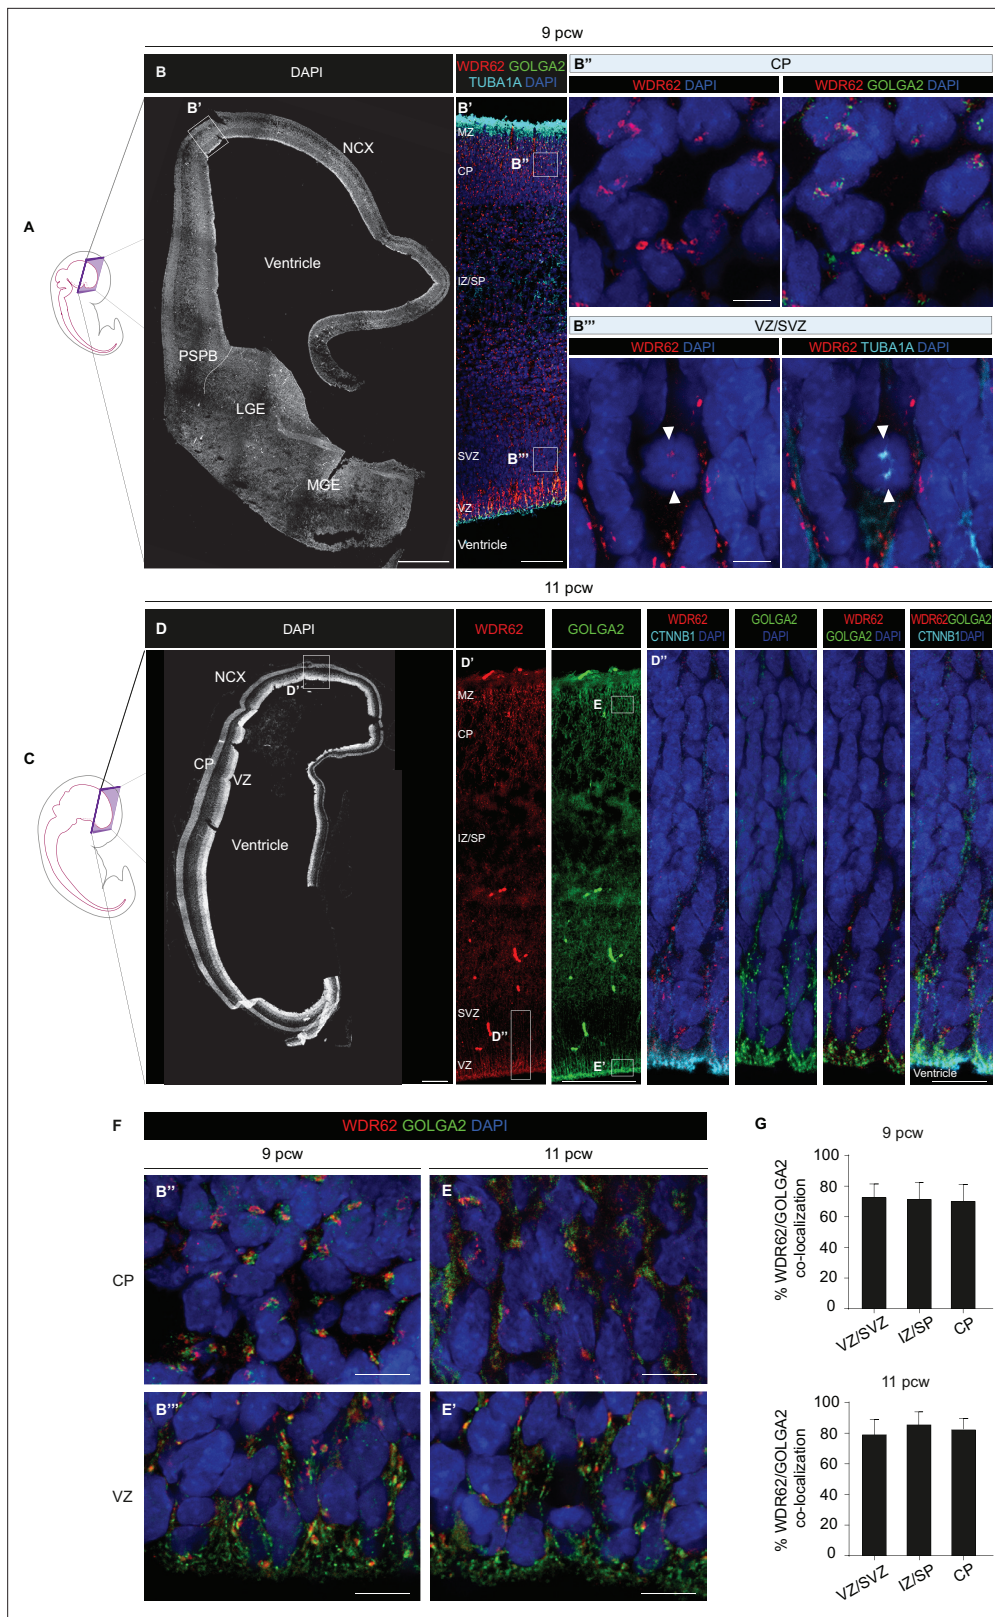 9 pcw
A
B
DAPI
B'
NCX
Ventricle
PSPB
LGE
MGE
WDR62 GOLGA2
TUBA1A DAPI
B'
MZ
CP
B"
IZ/SP
SVZ
B"'
VZ
Ventricle
B"
CP
WDR62 DAPI
WDR62 GOLGA2 DAPI
B"'
VZ/SVZ
WDR62 DAPI
WDR62 TUBA1A DAPI
11 pcw
C
D
DAPI
NCX
D'
CP
VZ
Ventricle
WDR62
D'
MZ
CP
IZ/SP
SVZ
D"
VZ
GOLGA2
E
E'
WDR62
CTNNB1 DAPI
D"
GOLGA2
DAPI
WDR62
GOLGA2 DAPI
WDR62GOLGA2
CTNNB1DAPI
Ventricle
F
WDR62 GOLGA2 DAPI
9 pcw
11 pcw
CP
B"
E
VZ
B"'
E'
G
9 pcw
% WDR62/GOLGA2
co-localization
100
80
60
40
20
0
VZ/SVZ
IZ/SP
CP
11 pcw
% WDR62/GOLGA2
co-localization
100
80
60
40
20
0
VZ/SVZ
IZ/SP
CP